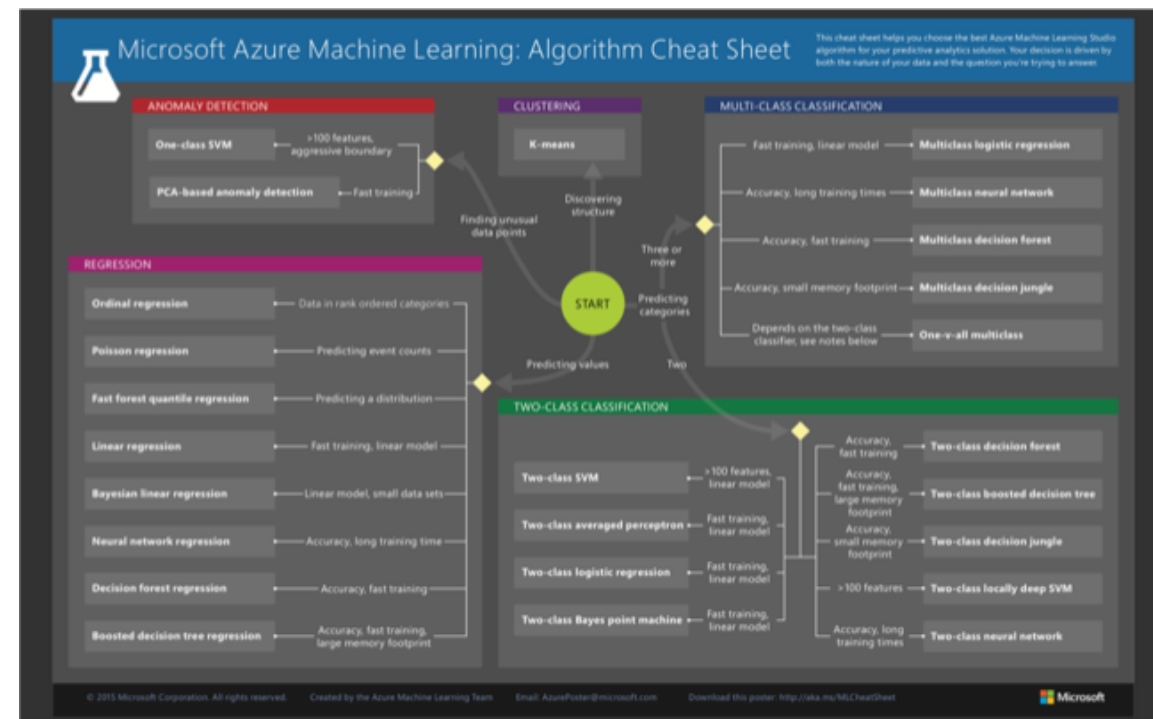 Microsoft Azure Machine Learning: Algorithm Cheat Sheet
This cheat sheet helps you choose the best Azure Machine Learning Studio
algorithm for your predictive analytics solution. Your decision is driven by
both the nature of your data and the question you're trying to answer.
ANOMALY DETECTION
One-class SVM
>100 features,
aggressive boundary
PCA-based anomaly detection
Fast training
CLUSTERING
K-means
MULTI-CLASS CLASSIFICATION
Fast training, linear model
Multiclass logistic regression
Accuracy, long training times
Multiclass neural network
Accuracy, fast training
Multiclass decision forest
Accuracy, small memory footprint
Multiclass decision jungle
Depends on the two-class
classifier, see notes below
One-v-all multiclass
Finding unusual
data points
Discovering
structure
Three or
more
START
Predicting
categories
Predicting values
Two
REGRESSION
Ordinal regression
Data in rank ordered categories
Poisson regression
Predicting event counts
Fast forest quantile regression
Predicting a distribution
Linear regression
Fast training, linear model
Bayesian linear regression
Linear model, small data sets
Neural network regression
Accuracy, long training time
Decision forest regression
Accuracy, fast training
Boosted decision tree regression
Accuracy, fast training,
large memory footprint
TWO-CLASS CLASSIFICATION
Two-class SVM
>100 features,
linear model
Two-class averaged perceptron
Fast training,
linear model
Two-class logistic regression
Fast training,
linear model
Two-class Bayes point machine
Fast training,
linear model
Accuracy,
fast training
Two-class decision forest
Accuracy,
fast training,
large memory
footprint
Two-class boosted decision tree
Accuracy,
small memory
footprint
Two-class decision jungle
>100 features
Two-class locally deep SVM
Accuracy, long
training times
Two-class neural network
© 2015 Microsoft Corporation. All rights reserved.
Created by the Azure Machine Learning Team
Email: AzurePoster@microsoft.com
Download this poster: http://aka.ms/MLCheatSheet
Microsoft